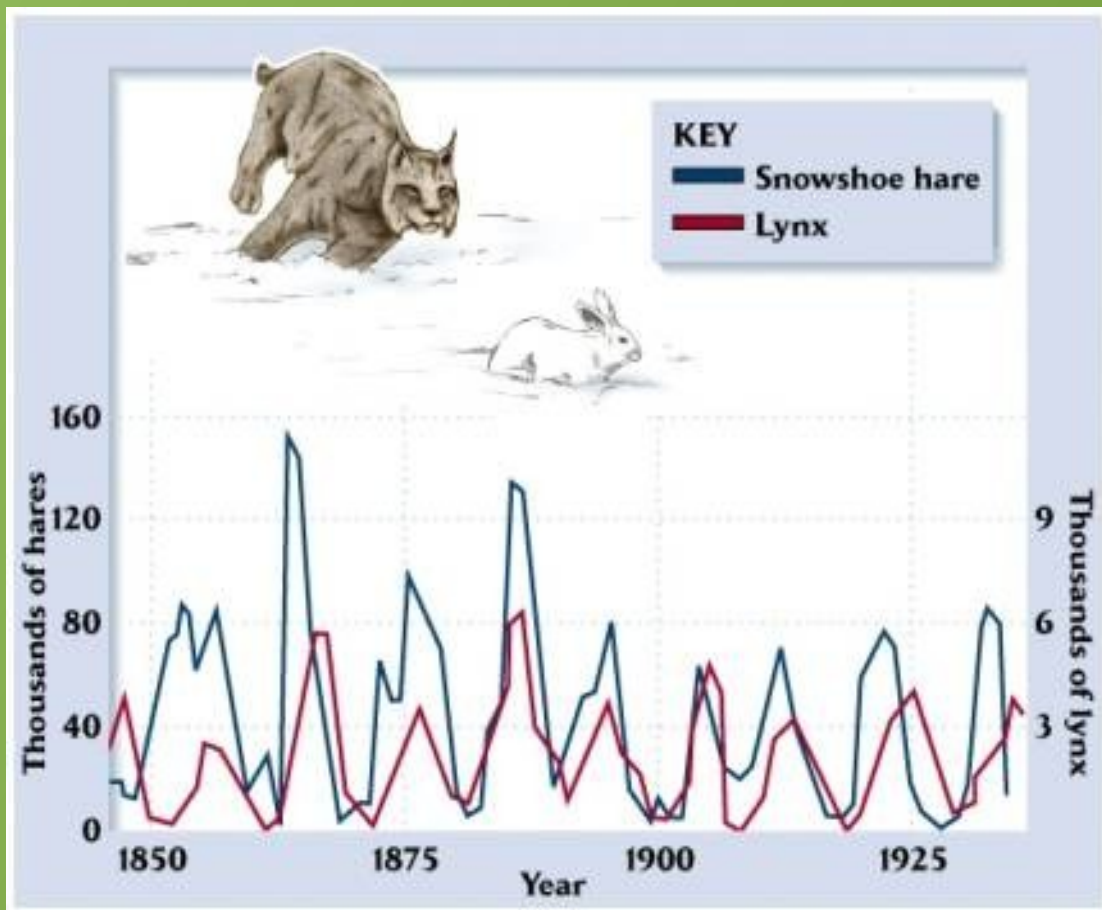 KEY
Snowshoe hare
Lynx
160
120
80
40
0
Thousands of hares
9
6
3
Thousands of lynx
1850 1875 1900 1925
Year